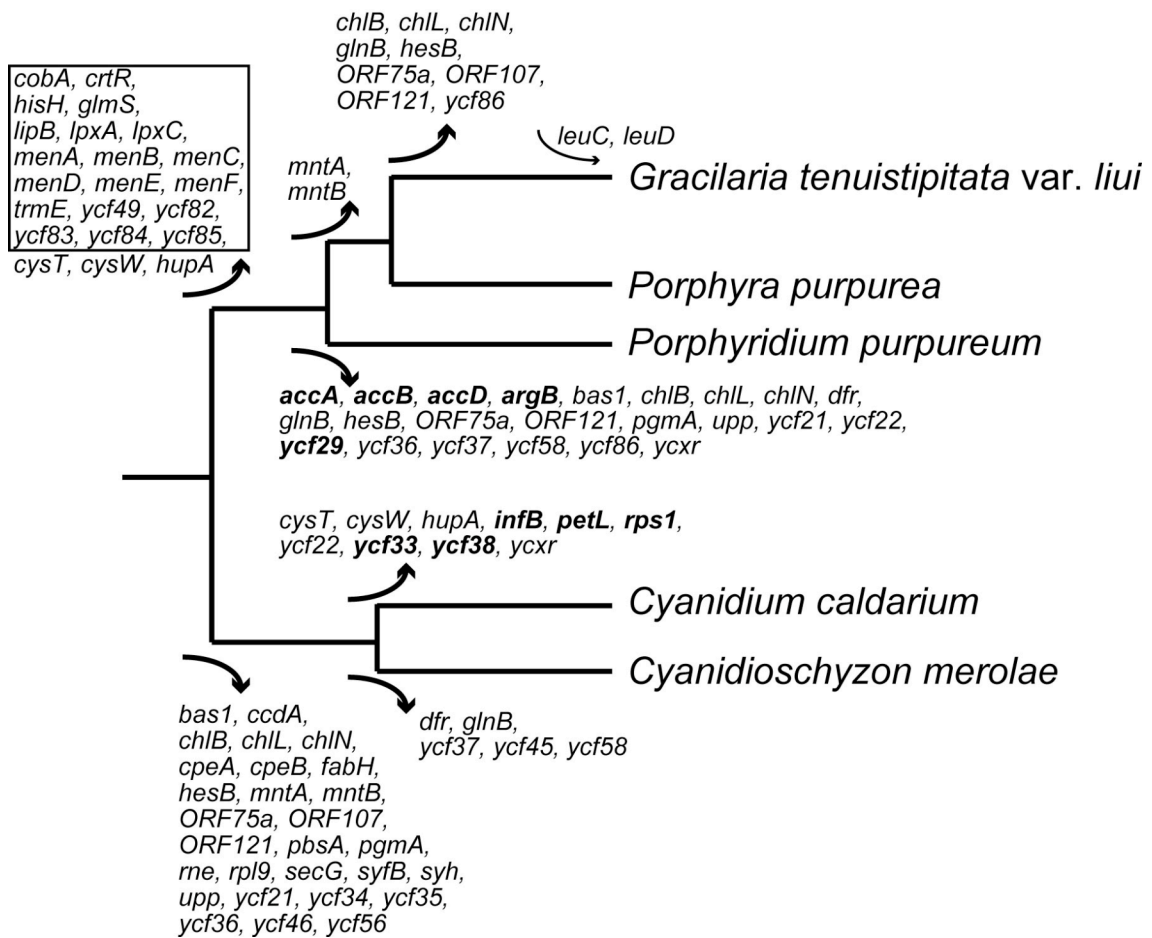 chlB, chlL, chlN,
glnB, hesB,
ORF75a, ORF107,
ORF121, ycf86
cobA, crtR,
hisH, glmS,
lipB, lpxA, lpxC,
menA, menB, menC,
menD, menE, menF,
trmE, ycf49, ycf82,
ycf83, ycf84, ycf85,
cysT, cysW, hupA
mntA,
mntB
leuC, leuD
Gracilaria tenuistipitata var. liui
Porphyra purpurea
Porphyridium purpureum
accA, accB, accD, argB, bas1, chlB, chlL, chlN, dfr,
glnB, hesB, ORF75a, ORF121, pgmA, upp, ycf21, ycf22,
ycf29, ycf36, ycf37, ycf58, ycf86, ycxr
cysT, cysW, hupA, infB, petL, rps1,
ycf22, ycf33, ycf38, ycxr
Cyanidium caldarium
Cyanidioschyzon merolae
bas1, ccdA,
chlB, chlL, chlN,
cpeA, cpeB, fabH,
hesB, mntA, mntB,
ORF75a, ORF107,
ORF121, pbsA, pgmA,
rne, rpl9, secG, syfB, syh,
upp, ycf21, ycf34, ycf35,
ycf36, ycf46, ycf56
dfr, glnB,
ycf37, ycf45, ycf58